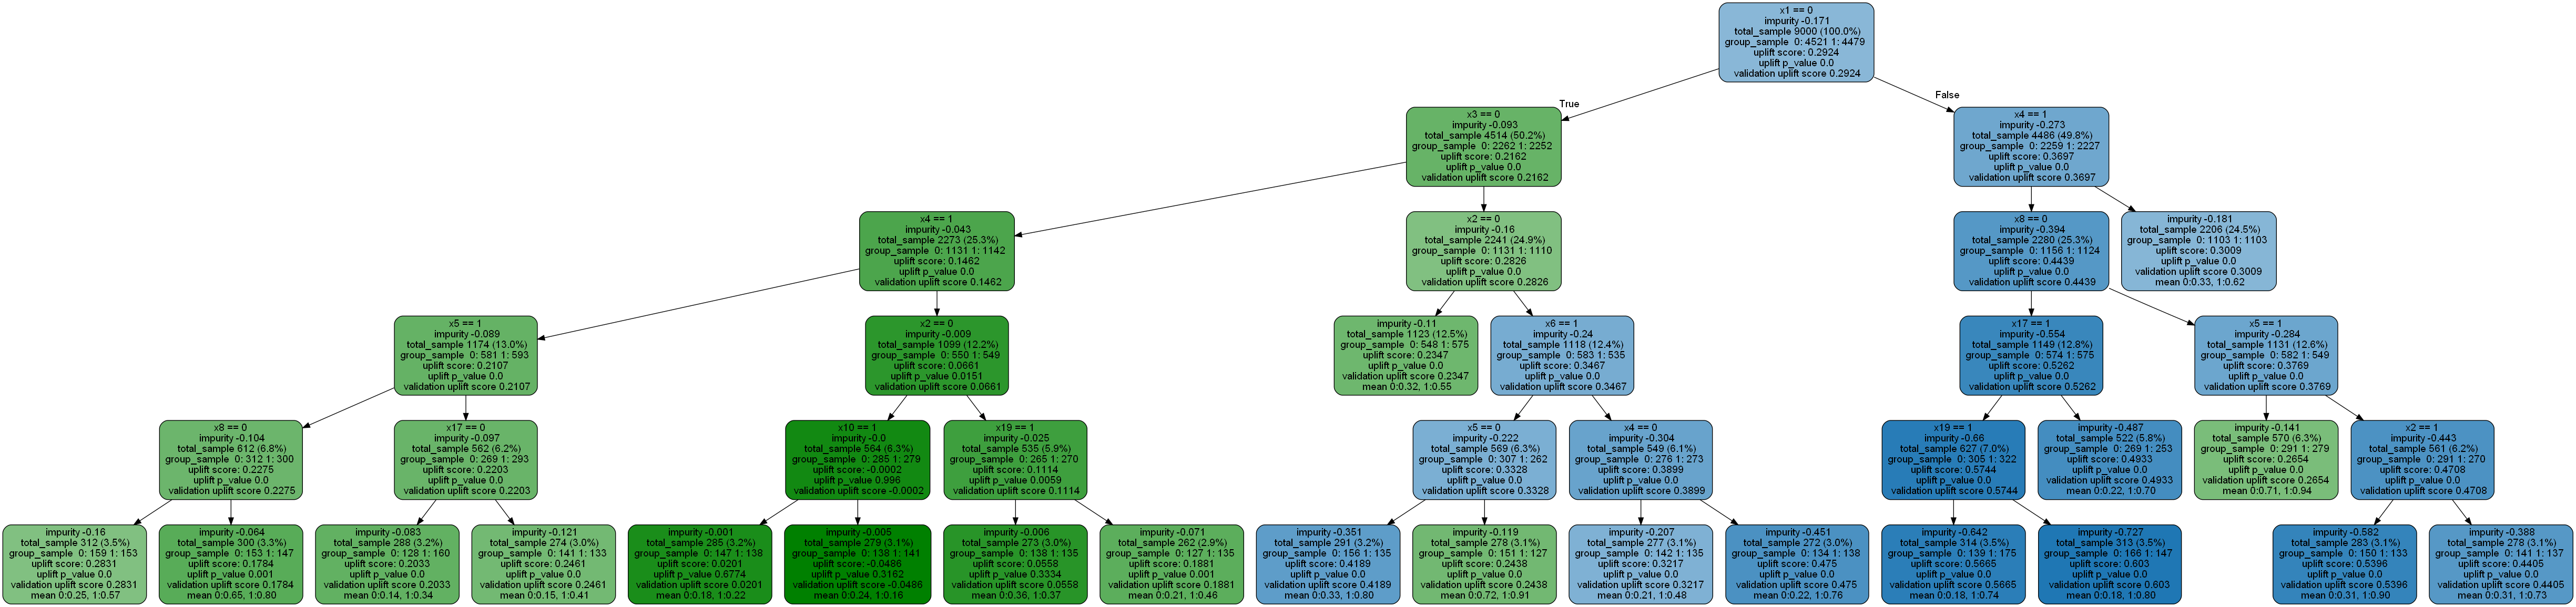 x1 == 0
impurity -0.171
total_sample 9000 (100.0%)
group_sample 0: 4521 1: 4479
uplift score: 0.2924
uplift p_value 0.0
validation uplift score 0.2924
True
False
x3 == 0
impurity -0.093
total_sample 4514 (50.2%)
group_sample 0: 2262 1: 2252
uplift score: 0.2162
uplift p_value 0.0
validation uplift score 0.2162
x4 == 1
impurity -0.273
total_sample 4486 (49.8%)
group_sample 0: 2259 1: 2227
uplift score: 0.3697
uplift p_value 0.0
validation uplift score 0.3697
x4 == 1
impurity -0.043
total_sample 2273 (25.3%)
group_sample 0: 1131 1: 1142
uplift score: 0.1462
uplift p_value 0.0
validation uplift score 0.1462
x2 == 0
impurity -0.16
total_sample 2241 (24.9%)
group_sample 0: 1131 1: 1110
uplift score: 0.2826
uplift p_value 0.0
validation uplift score 0.2826
x8 == 0
impurity -0.394
total_sample 2280 (25.3%)
group_sample 0: 1156 1: 1124
uplift score: 0.4439
uplift p_value 0.0
validation uplift score 0.4439
impurity -0.181
total_sample 2206 (24.5%)
group_sample 0: 1103 1: 1103
uplift score: 0.3009
uplift p_value 0.0
validation uplift score 0.3009
mean 0:0.33, 1:0.62
x5 == 1
impurity -0.089
total_sample 1174 (13.0%)
group_sample 0: 581 1: 593
uplift score: 0.2107
uplift p_value 0.0
validation uplift score 0.2107
x2 == 0
impurity -0.009
total_sample 1099 (12.2%)
group_sample 0: 550 1: 549
uplift score: 0.0661
uplift p_value 0.0151
validation uplift score 0.0661
impurity -0.11
total_sample 1123 (12.5%)
group_sample 0: 548 1: 575
uplift score: 0.2347
uplift p_value 0.0
validation uplift score 0.2347
mean 0:0.32, 1:0.55
x6 == 1
impurity -0.24
total_sample 1118 (12.4%)
group_sample 0: 583 1: 535
uplift score: 0.3467
uplift p_value 0.0
validation uplift score 0.3467
x17 == 1
impurity -0.554
total_sample 1149 (12.8%)
group_sample 0: 574 1: 575
uplift score: 0.5262
uplift p_value 0.0
validation uplift score 0.5262
x5 == 1
impurity -0.284
total_sample 1131 (12.6%)
group_sample 0: 582 1: 549
uplift score: 0.3769
uplift p_value 0.0
validation uplift score 0.3769
x8 == 0
impurity -0.104
total_sample 612 (6.8%)
group_sample 0: 312 1: 300
uplift score: 0.2275
uplift p_value 0.0
validation uplift score 0.2275
x17 == 0
impurity -0.097
total_sample 562 (6.2%)
group_sample 0: 269 1: 293
uplift score: 0.2203
uplift p_value 0.0
validation uplift score 0.2203
x10 == 1
impurity -0.0
total_sample 564 (6.3%)
group_sample 0: 285 1: 279
uplift score: -0.0002
uplift p_value 0.996
validation uplift score -0.0002
x19 == 1
impurity -0.025
total_sample 535 (5.9%)
group_sample 0: 265 1: 270
uplift score: 0.1114
uplift p_value 0.0059
validation uplift score 0.1114
x5 == 0
impurity -0.222
total_sample 569 (6.3%)
group_sample 0: 307 1: 262
uplift score: 0.3328
uplift p_value 0.0
validation uplift score 0.3328
x4 == 0
impurity -0.304
total_sample 549 (6.1%)
group_sample 0: 276 1: 273
uplift score: 0.3899
uplift p_value 0.0
validation uplift score 0.3899
x19 == 1
impurity -0.66
total_sample 627 (7.0%)
group_sample 0: 305 1: 322
uplift score: 0.5744
uplift p_value 0.0
validation uplift score 0.5744
impurity -0.487
total_sample 522 (5.8%)
group_sample 0: 269 1: 253
uplift score: 0.4933
uplift p_value 0.0
validation uplift score 0.4933
mean 0:0.22, 1:0.70
impurity -0.141
total_sample 570 (6.3%)
group_sample 0: 291 1: 279
uplift score: 0.2654
uplift p_value 0.0
validation uplift score 0.2654
mean 0:0.71, 1:0.94
x2 == 1
impurity -0.443
total_sample 561 (6.2%)
group_sample 0: 291 1: 270
uplift score: 0.4708
uplift p_value 0.0
validation uplift score 0.4708
impurity -0.16
total_sample 312 (3.5%)
group_sample 0: 159 1: 153
uplift score: 0.2831
uplift p_value 0.0
validation uplift score 0.2831
mean 0:0.25, 1:0.57
impurity -0.064
total_sample 300 (3.3%)
group_sample 0: 153 1: 147
uplift score: 0.1784
uplift p_value 0.001
validation uplift score 0.1784
mean 0:0.65, 1:0.80
impurity -0.083
total_sample 288 (3.2%)
group_sample 0: 128 1: 160
uplift score: 0.2033
uplift p_value 0.0
validation uplift score 0.2033
mean 0:0.14, 1:0.34
impurity -0.121
total_sample 274 (3.0%)
group_sample 0: 141 1: 133
uplift score: 0.2461
uplift p_value 0.0
validation uplift score 0.2461
mean 0:0.15, 1:0.41
impurity -0.001
total_sample 285 (3.2%)
group_sample 0: 147 1: 138
uplift score: 0.0201
uplift p_value 0.6774
validation uplift score 0.0201
mean 0:0.18, 1:0.22
impurity -0.005
total_sample 279 (3.1%)
group_sample 0: 138 1: 141
uplift score: -0.0486
uplift p_value 0.3162
validation uplift score -0.0486
mean 0:0.24, 1:0.16
impurity -0.006
total_sample 273 (3.0%)
group_sample 0: 138 1: 135
uplift score: 0.0558
uplift p_value 0.3334
validation uplift score 0.0558
mean 0:0.36, 1:0.37
impurity -0.071
total_sample 262 (2.9%)
group_sample 0: 127 1: 135
uplift score: 0.1881
uplift p_value 0.001
validation uplift score 0.1881
mean 0:0.21, 1:0.46
impurity -0.351
total_sample 291 (3.2%)
group_sample 0: 156 1: 135
uplift score: 0.4189
uplift p_value 0.0
validation uplift score 0.4189
mean 0:0.33, 1:0.80
impurity -0.119
total_sample 278 (3.1%)
group_sample 0: 151 1: 127
uplift score: 0.2438
uplift p_value 0.0
validation uplift score 0.2438
mean 0:0.72, 1:0.91
impurity -0.207
total_sample 277 (3.1%)
group_sample 0: 142 1: 135
uplift score: 0.3217
uplift p_value 0.0
validation uplift score 0.3217
mean 0:0.21, 1:0.48
impurity -0.451
total_sample 272 (3.0%)
group_sample 0: 134 1: 138
uplift score: 0.475
uplift p_value 0.0
validation uplift score 0.475
mean 0:0.22, 1:0.76
impurity -0.642
total_sample 314 (3.5%)
group_sample 0: 139 1: 175
uplift score: 0.5665
uplift p_value 0.0
validation uplift score 0.5665
mean 0:0.18, 1:0.74
impurity -0.727
total_sample 313 (3.5%)
group_sample 0: 166 1: 147
uplift score: 0.603
uplift p_value 0.0
validation uplift score 0.603
mean 0:0.18, 1:0.80
impurity -0.582
total_sample 283 (3.1%)
group_sample 0: 150 1: 133
uplift score: 0.5396
uplift p_value 0.0
validation uplift score 0.5396
mean 0:0.31, 1:0.90
impurity -0.388
total_sample 278 (3.1%)
group_sample 0: 141 1: 137
uplift score: 0.4405
uplift p_value 0.0
validation uplift score 0.4405
mean 0:0.31, 1:0.73